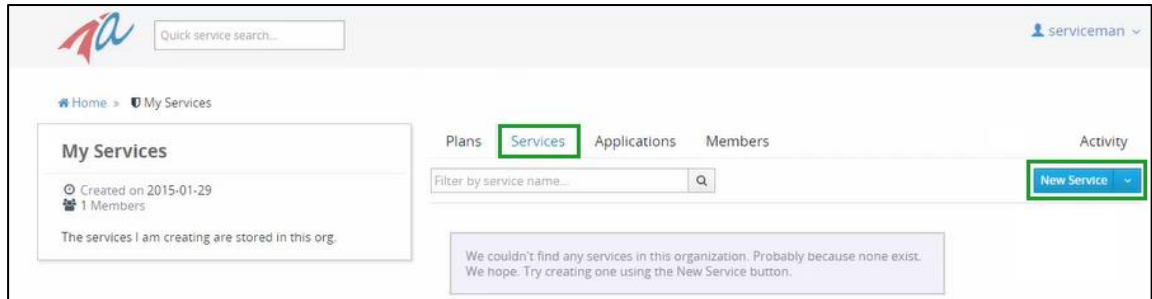 Quick service search...
serviceman
Home » My Services
My Services
Created on 2015-01-29
1 Members
The services I am creating are stored in this org.
Plans Services Applications Members Activity
Filter by service name...
New Service
We couldn't find any services in this organization. Probably because none exist.
We hope. Try creating one using the New Service button.